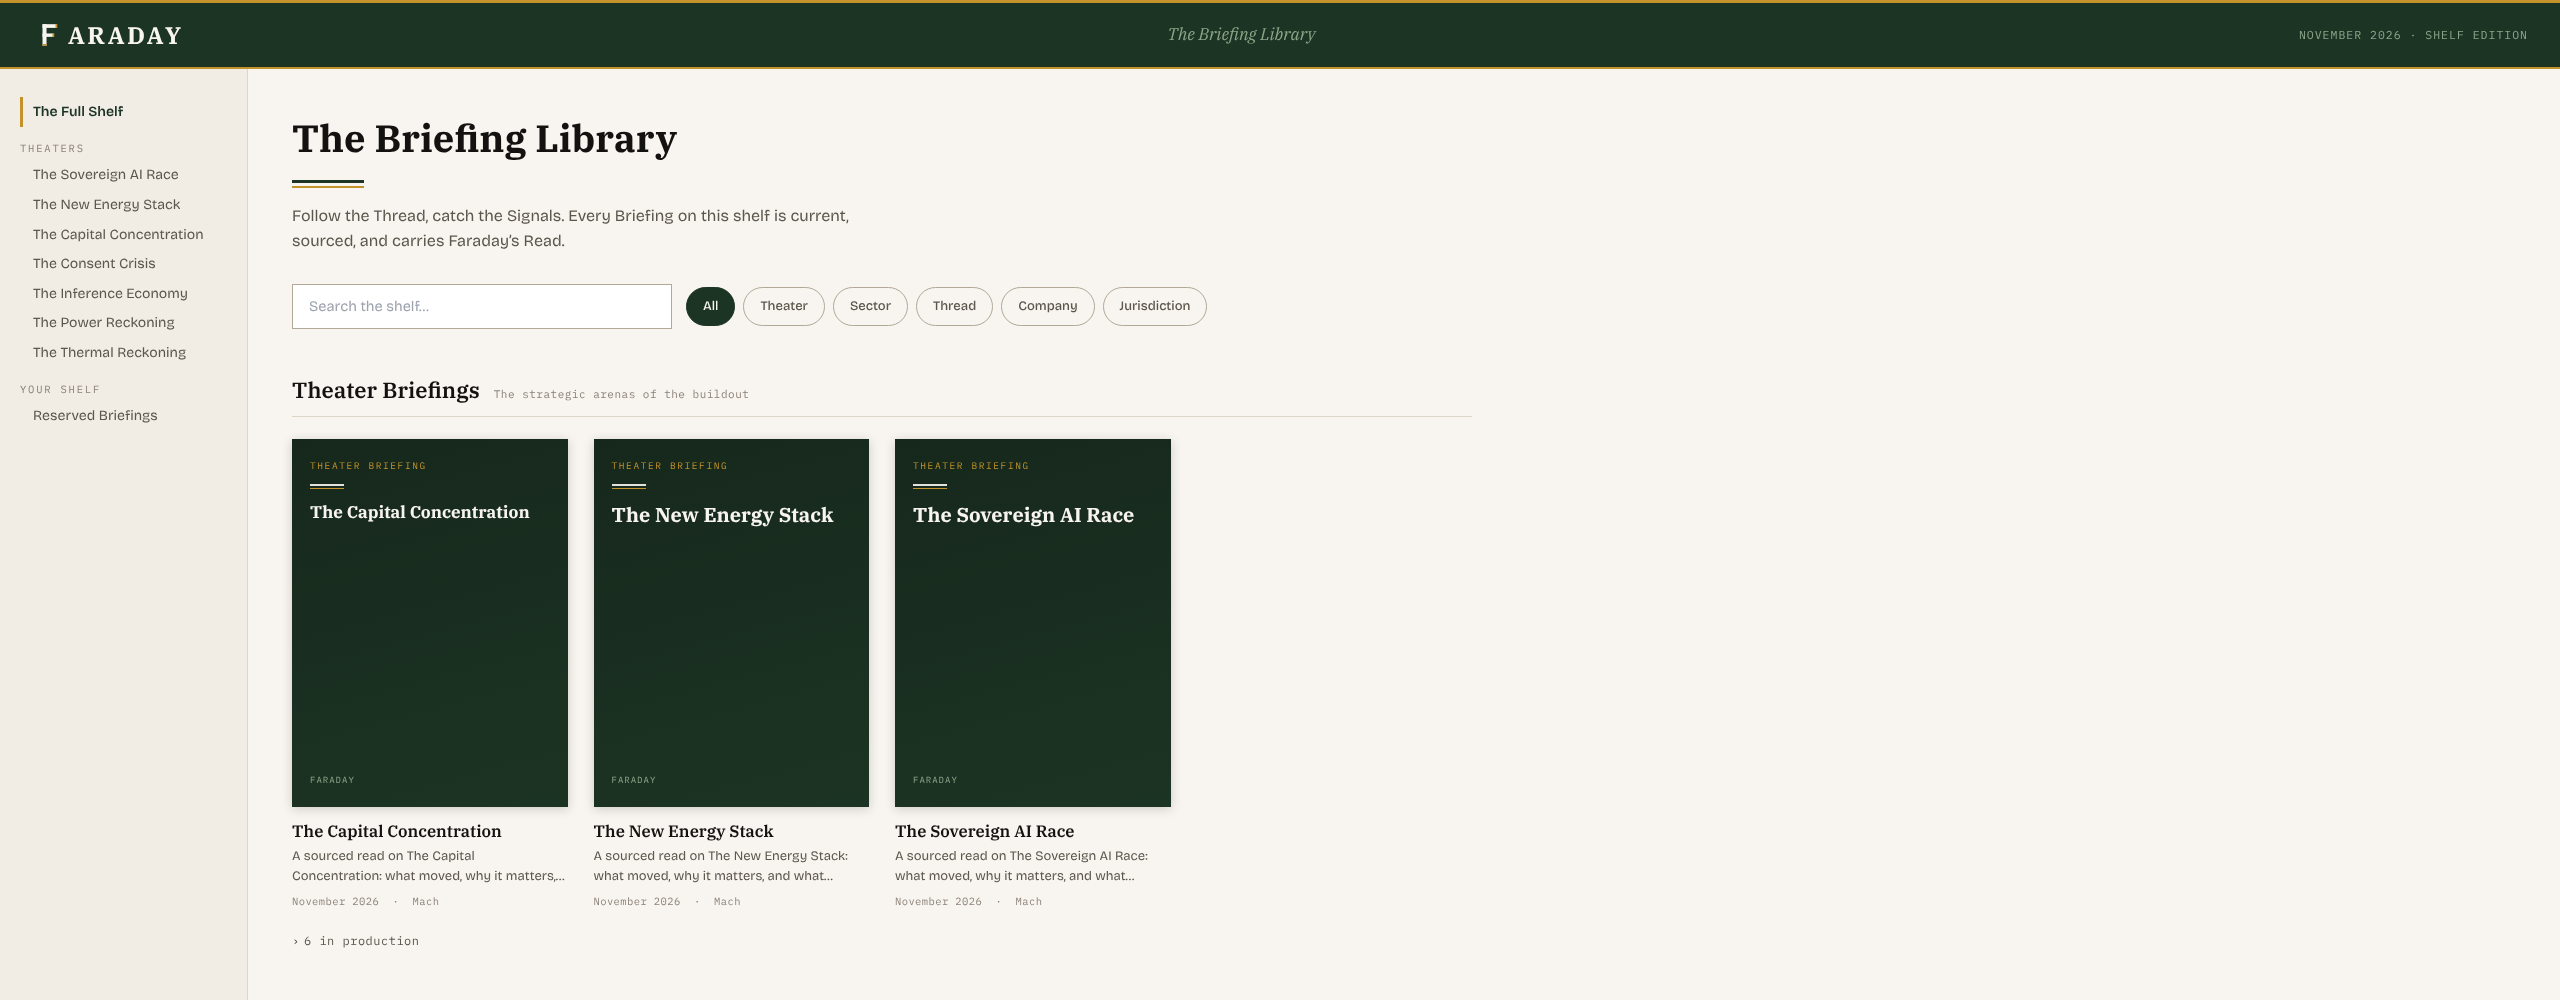 FARADAY
The Briefing Library
NOVEMBER 2026 · SHELF EDITION
The Full Shelf
THEATERS
The Sovereign AI Race
The New Energy Stack
The Capital Concentration
The Consent Crisis
The Inference Economy
The Power Reckoning
The Thermal Reckoning
YOUR SHELF
Reserved Briefings
The Briefing Library
Follow the Thread, catch the Signals. Every Briefing on this shelf is current,
sourced, and carries Faraday's Read.
Search the shelf...
All
Theater
Sector
Thread
Company
Jurisdiction
Theater Briefings
The strategic arenas of the buildout
THEATER BRIEFING
The Capital Concentration
FARADAY
The Capital Concentration
A sourced read on The Capital
Concentration: what moved, why it matters,...
November 2026 · Mach
THEATER BRIEFING
The New Energy Stack
FARADAY
The New Energy Stack
A sourced read on The New Energy Stack:
what moved, why it matters, and what...
November 2026 · Mach
THEATER BRIEFING
The Sovereign AI Race
FARADAY
The Sovereign AI Race
A sourced read on The Sovereign AI Race:
what moved, why it matters, and what...
November 2026 · Mach
› 6 in production